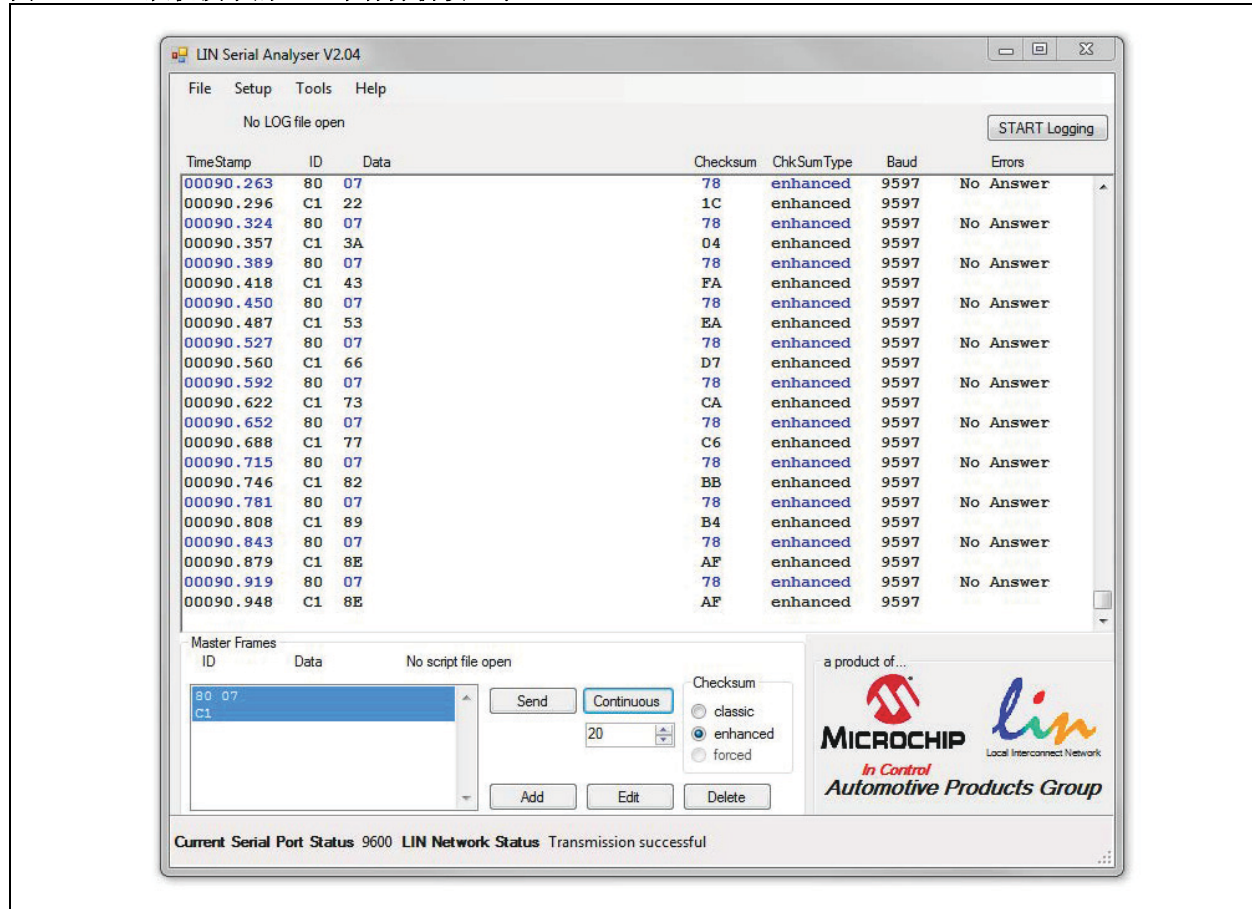 LIN Serial Analyser V2.04
File Setup Tools Help
No LOG file open
START Logging
TimeStamp ID Data Checksum ChkSumType Baud Errors
00090.263 80 07 78 enhanced 9597 No Answer
00090.296 C1 22 1C enhanced 9597
00090.324 80 07 78 enhanced 9597 No Answer
00090.357 C1 3A 04 enhanced 9597
00090.389 80 07 78 enhanced 9597 No Answer
00090.418 C1 43 FA enhanced 9597
00090.450 80 07 78 enhanced 9597 No Answer
00090.487 C1 53 EA enhanced 9597
00090.527 80 07 78 enhanced 9597 No Answer
00090.560 C1 66 D7 enhanced 9597
00090.592 80 07 78 enhanced 9597 No Answer
00090.622 C1 73 CA enhanced 9597
00090.652 80 07 78 enhanced 9597 No Answer
00090.688 C1 77 C6 enhanced 9597
00090.715 80 07 78 enhanced 9597 No Answer
00090.746 C1 82 BB enhanced 9597
00090.781 80 07 78 enhanced 9597 No Answer
00090.808 C1 89 B4 enhanced 9597
00090.843 80 07 78 enhanced 9597 No Answer
00090.879 C1 8E AF enhanced 9597
00090.919 80 07 78 enhanced 9597 No Answer
00090.948 C1 8E AF enhanced 9597
Master Frames
ID Data No script file open
80 07
C1
Send Continuous
20
Add Edit Delete
Checksum
classic
enhanced
forced
a product of...
MICROCHIP
In Control
Automotive Products Group
lin
Local Interconnect Network
Current Serial Port Status 9600 LIN Network Status Transmission successful